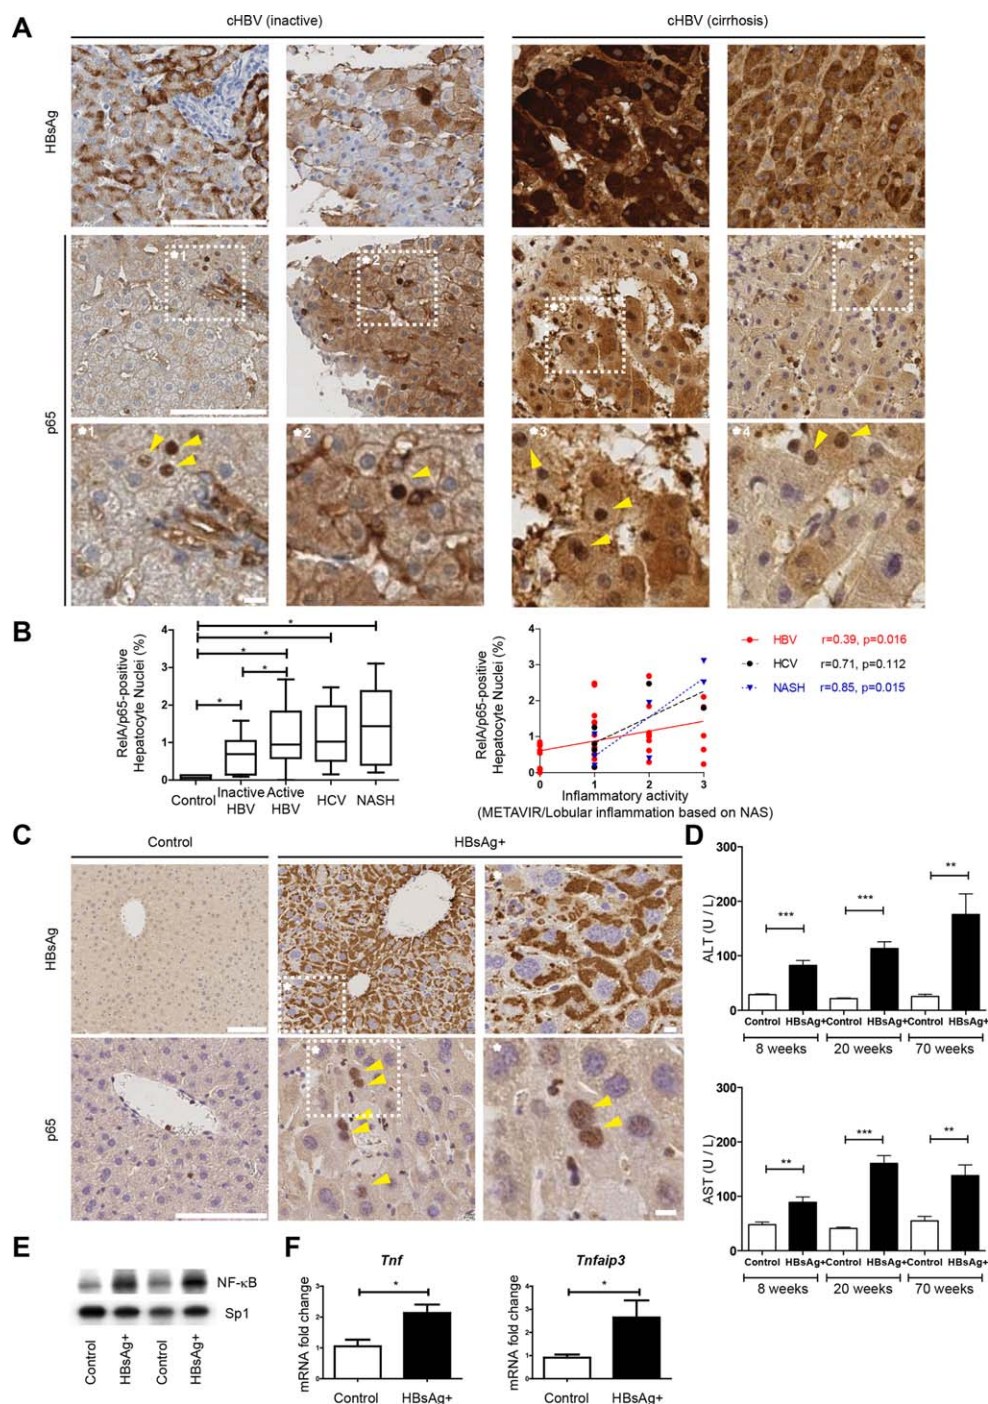 A
cHBV (inactive)
cHBV (cirrhosis)
HBsAg
p65
*1
*2
*3
*4
*1
*2
*3
*4
B
RelA/p65-positive
Hepatocyte Nuclei (%)
4
3
2
1
0
Control
Inactive
HBV
Active
HBV
HCV
NASH
*
*
*
*
*
RelA/p65-positive
Hepatocyte Nuclei (%)
4
3
2
1
0
0
1
2
3
Inflammatory activity
(METAVIR/Lobular inflammation based on NAS)
HBV r=0.39, p=0.016
HCV r=0.71, p=0.112
NASH r=0.85, p=0.015
C
Control
HBsAg+
HBsAg
p65
*
*
*
*
D
ALT (U / L)
300
200
100
0
***
***
**
Control HBsAg+ Control HBsAg+ Control HBsAg+
8 weeks
20 weeks
70 weeks
AST (U / L)
300
200
100
0
**
***
**
Control HBsAg+ Control HBsAg+ Control HBsAg+
8 weeks
20 weeks
70 weeks
E
NF-κB
Sp1
Control
HBsAg+
Control
HBsAg+
F
Tnf
mRNA fold change
3
2
1
0
*
Control
HBsAg+
Tnfaip3
mRNA fold change
4
3
2
1
0
*
Control
HBsAg+